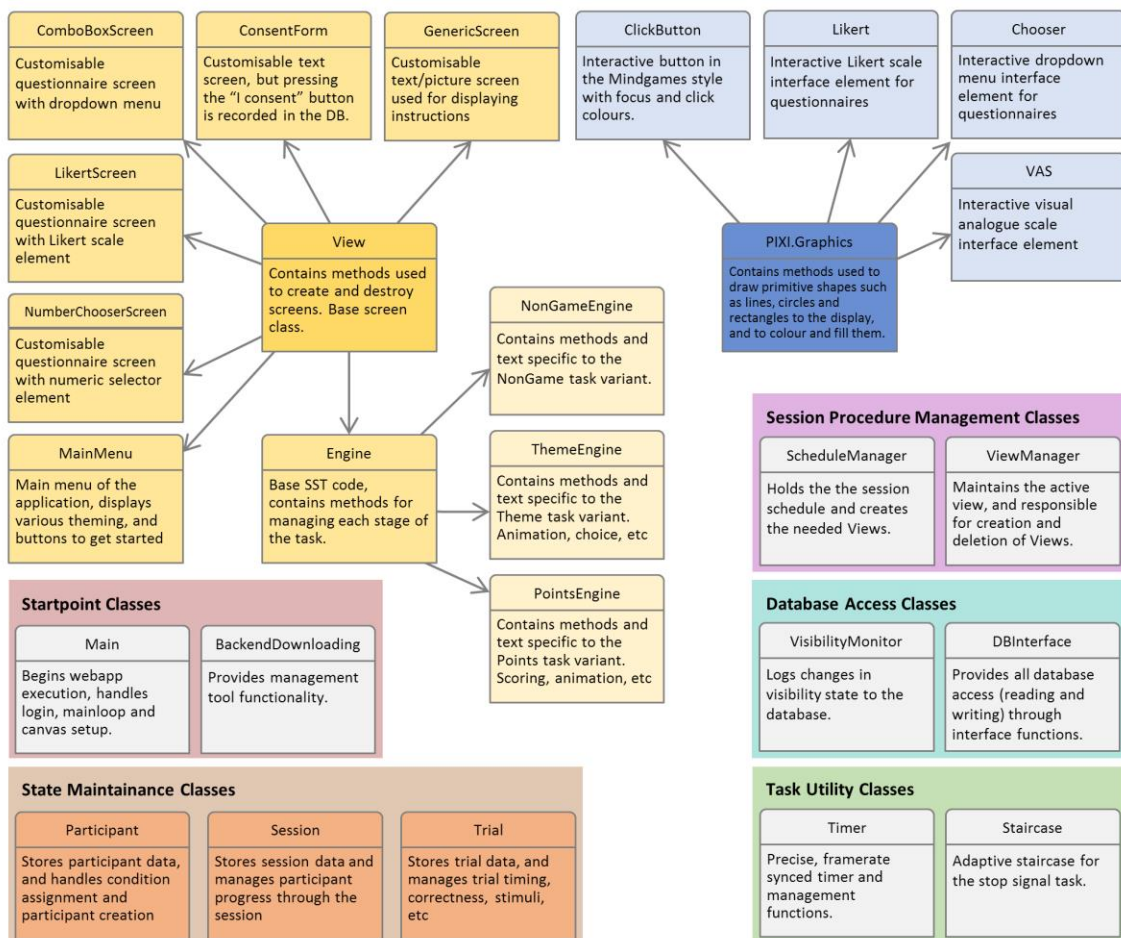 ComboBoxScreen
Customisable
questionnaire screen
with dropdown menu
ConsentForm
Customisable text
screen, but pressing
the “I consent” button
is recorded in the DB.
GenericScreen
Customisable
text/picture screen
used for displaying
instructions
ClickButton
Interactive button in
the Mindgames style
with focus and click
colours.
Likert
Interactive Likert scale
interface element for
questionnaires
Chooser
Interactive dropdown
menu interface
element for
questionnaires
LikertScreen
Customisable
questionnaire screen
with Likert scale
element
View
Contains methods used
to create and destroy
screens. Base screen
class.
PIXI.Graphics
Contains methods used to
draw primitive shapes such
as lines, circles and
rectangles to the display,
and to colour and fill them.
VAS
Interactive visual
analogue scale
interface element
NumberChooserScreen
Customisable
questionnaire screen
with numeric selector
element
NonGameEngine
Contains methods and
text specific to the
NonGame task variant.
MainMenu
Main menu of the
application, displays
various theming, and
buttons to get started
Engine
Base SST code,
contains methods for
managing each stage of
the task.
ThemeEngine
Contains methods and
text specific to the
Theme task variant.
Animation, choice, etc
PointsEngine
Contains methods and
text specific to the
Points task variant.
Scoring, animation, etc
Session Procedure Management Classes
ScheduleManager
Holds the the session
schedule and creates
the needed Views.
ViewManager
Maintains the active
view, and responsible
for creation and
deletion of Views.
Startpoint Classes
Main
Begins webapp
execution, handles
login, mainloop and
canvas setup.
BackendDownloading
Provides management
tool functionality.
Database Access Classes
VisibilityMonitor
Logs changes in
visibility state to the
database.
DBInterface
Provides all database
access (reading and
writing) through
interface functions.
State Maintainance Classes
Participant
Stores participant data,
and handles condition
assignment and
participant creation
Session
Stores session data and
manages participant
progress through the
session
Trial
Stores trial data, and
manages trial timing,
correctness, stimuli,
etc
Task Utility Classes
Timer
Precise, framerate
synced timer and
management
functions.
Staircase
Adaptive staircase for
the stop signal task.